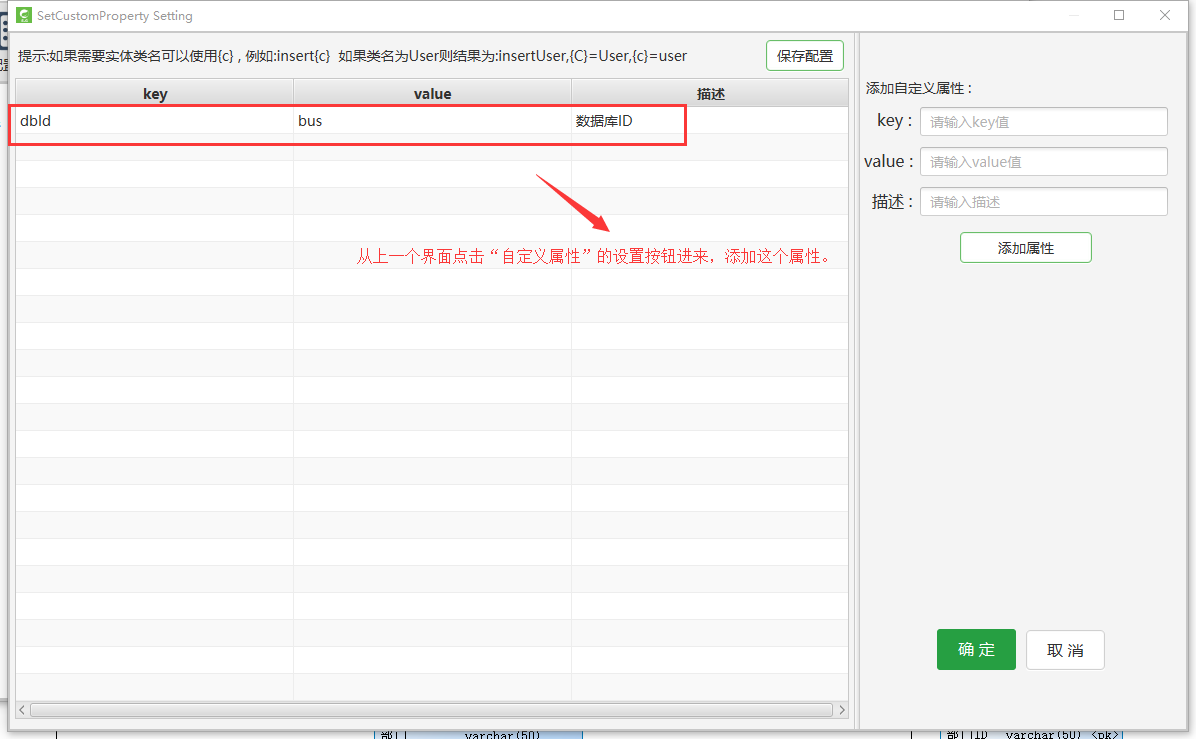 SetCustomProperty Setting
提示:如果需要实体类名可以使用{c} , 例如:insert{c} 如果类名为User则结果为:insertUser,{C}=User,{c}=user
保存配置
key value 描述
dbId bus 数据库ID
从上一个界面点击“自定义属性”的设置按钮进来，添加这个属性。
添加自定义属性 :
key : 请输入key值
value : 请输入value值
描述 : 请输入描述
添加属性
确 定 取 消
varchar(50) varchar(50) <pk>